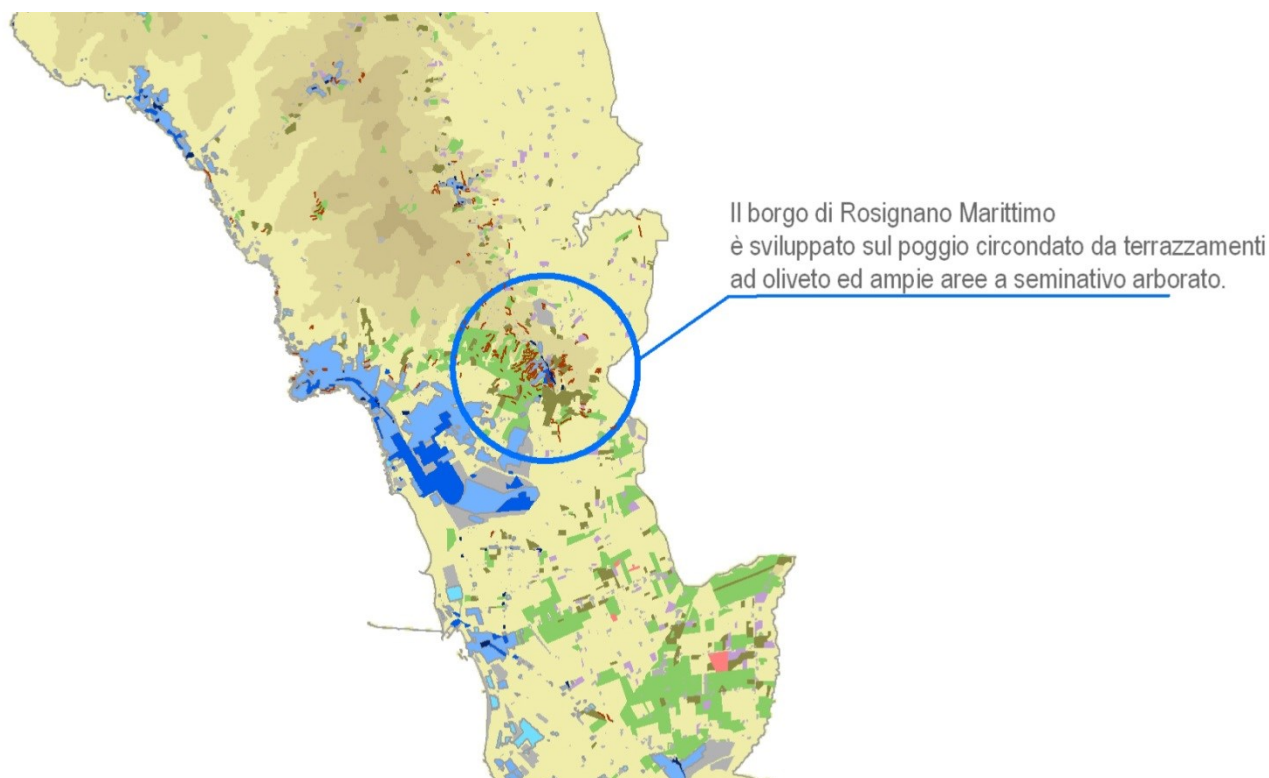 Il borgo di Rosignano Marittimo
è sviluppato sul poggio circondato da terrazzamenti
ad oliveto ed ampie aree a seminativo arborato.